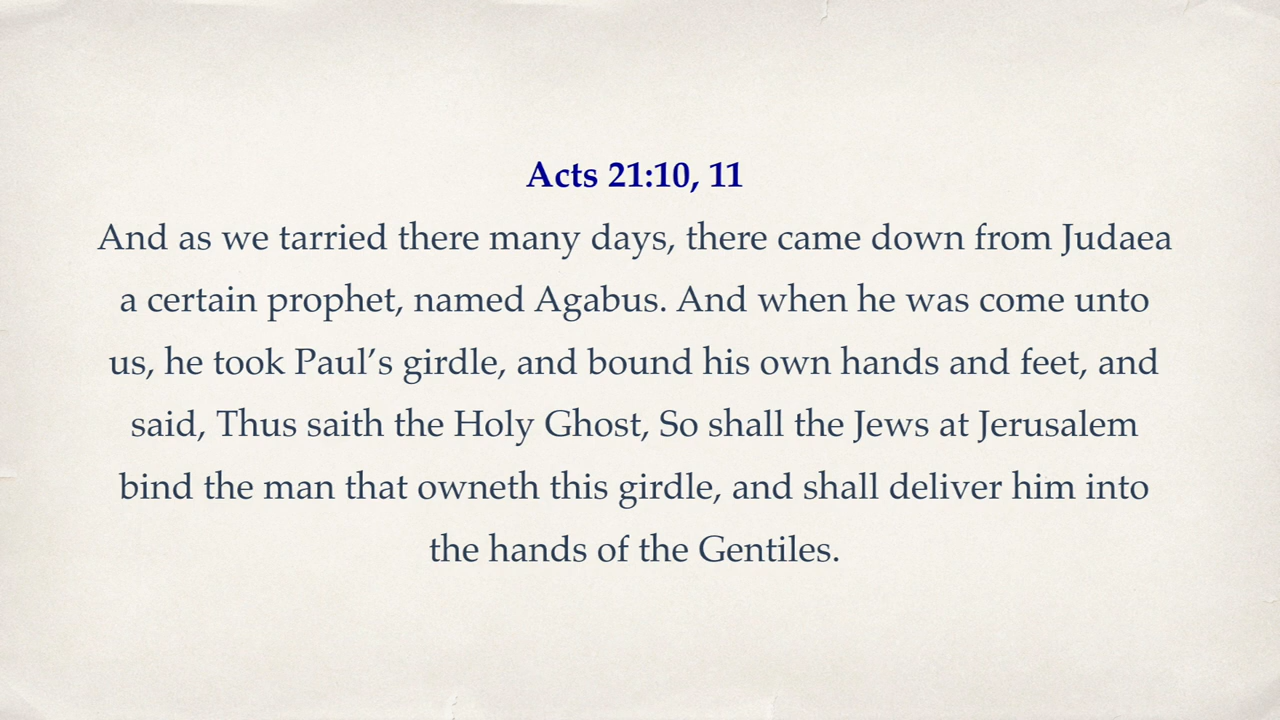 Acts 21:10, 11
And as we tarried there many days, there came down from Judaea
a certain prophet, named Agabus. And when he was come unto
us, he took Paul’s girdle, and bound his own hands and feet, and
said, Thus saith the Holy Ghost, So shall the Jews at Jerusalem
bind the man that owneth this girdle, and shall deliver him into
the hands of the Gentiles.